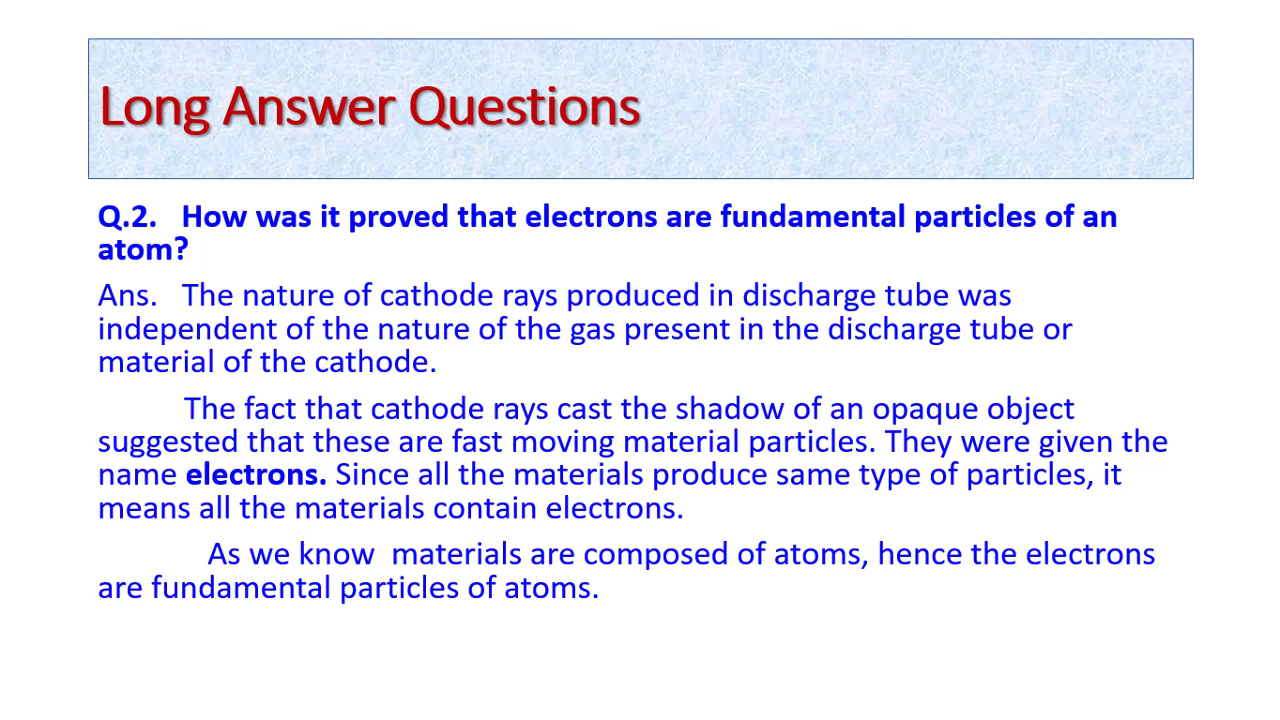 Long Answer Questions
Q.2.   How was it proved that electrons are fundamental particles of an
atom?
Ans.   The nature of cathode rays produced in discharge tube was
independent of the nature of the gas present in the discharge tube or
material of the cathode.
The fact that cathode rays cast the shadow of an opaque object
suggested that these are fast moving material particles. They were given the
name electrons. Since all the materials produce same type of particles, it
means all the materials contain electrons.
As we know  materials are composed of atoms, hence the electrons
are fundamental particles of atoms.